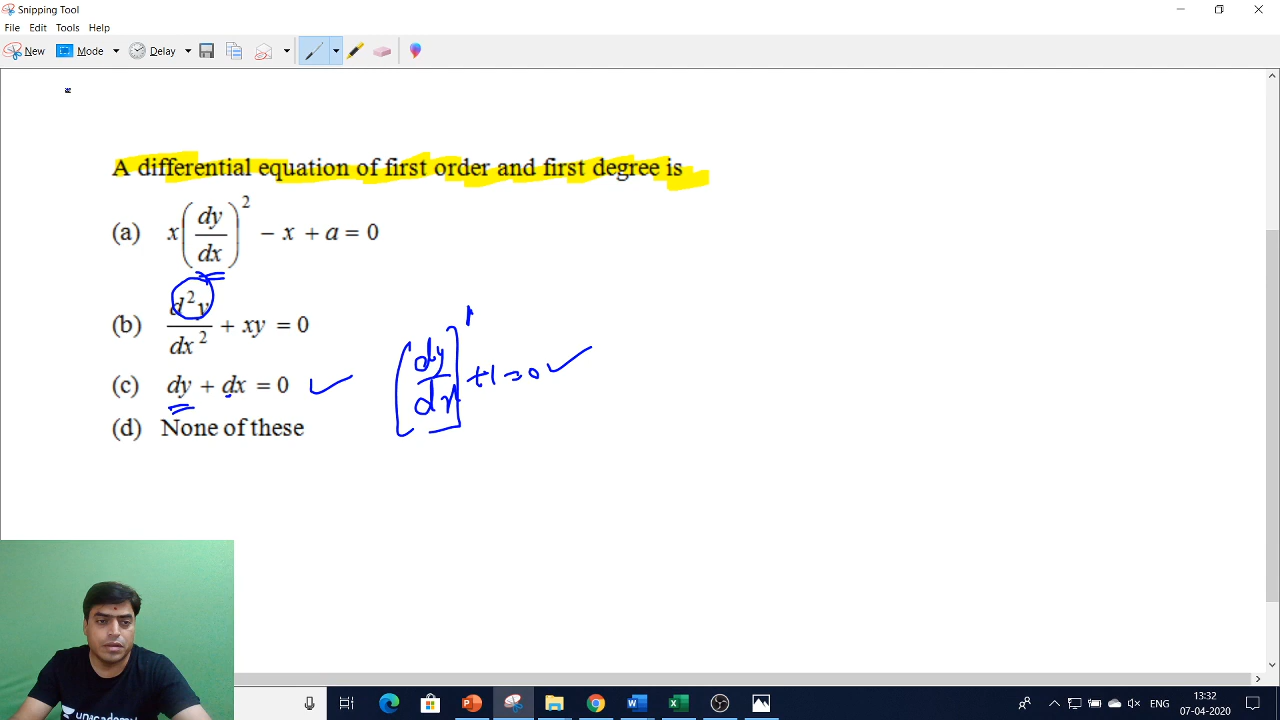 Snipping Tool
File Edit Tools Help
New Mode Delay
A differential equation of first order and first degree is
(a) x(dy/dx)² − x + a = 0
(b) d²y/dx² + xy = 0
(c) dy + dx = 0
[dy/dx]¹ +1=0
(d) None of these
unacademy
ENG
13:32
07-04-2020